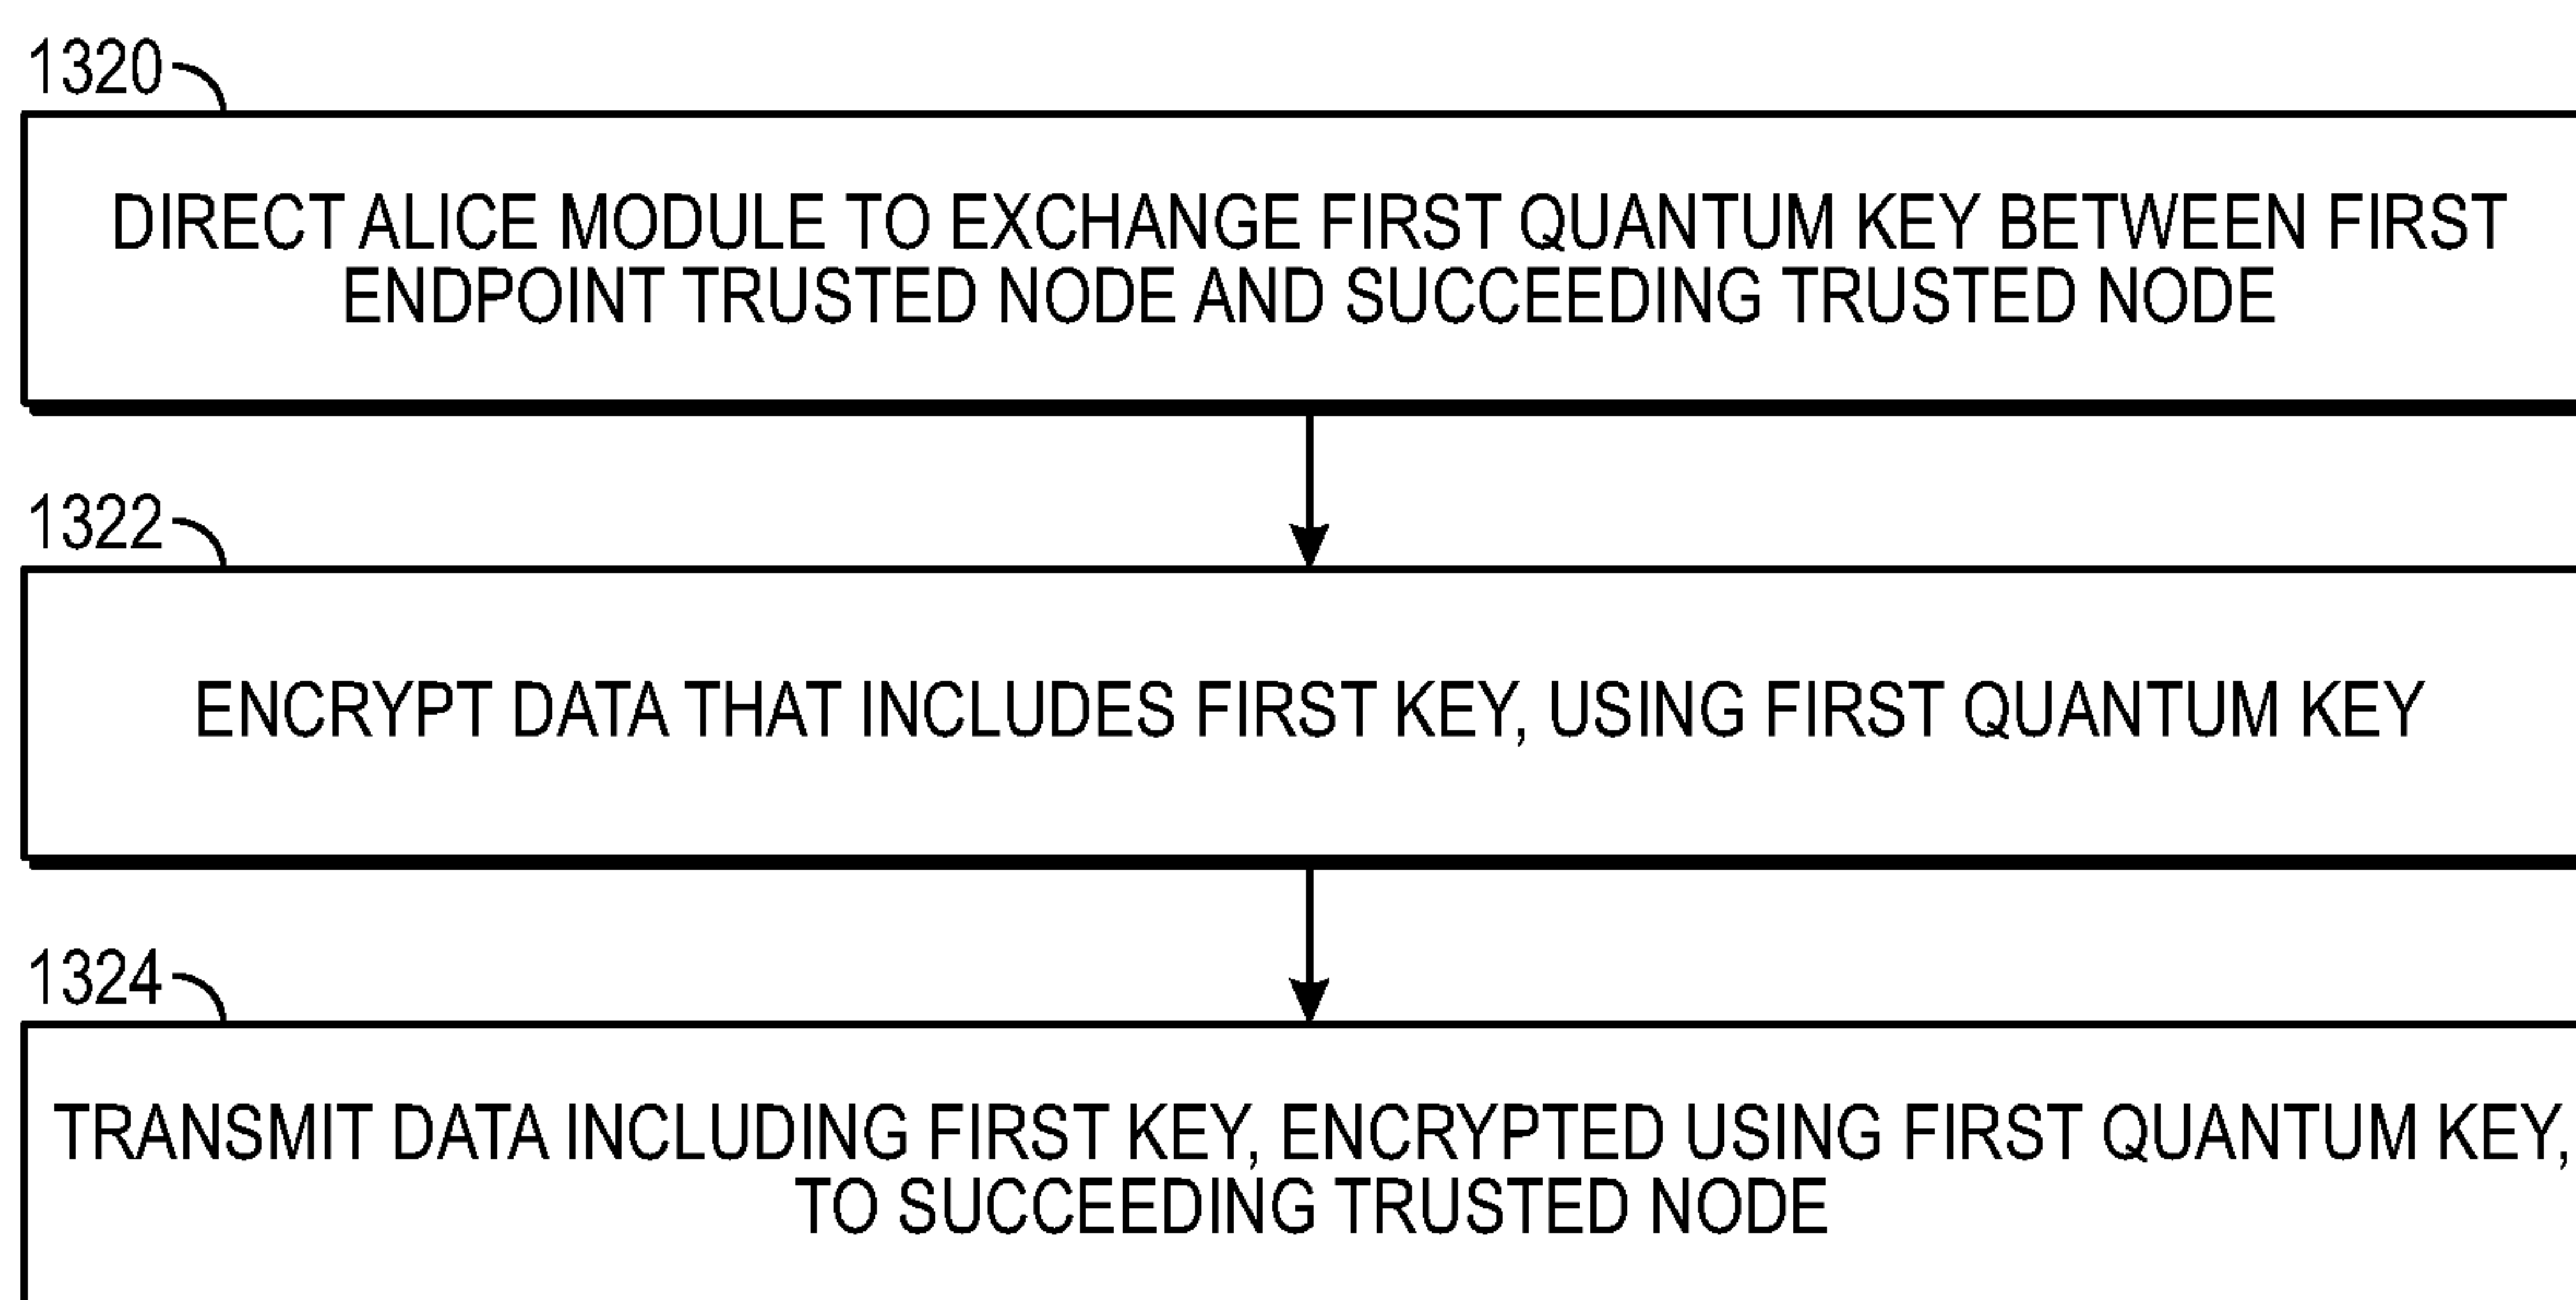 1320
DIRECT ALICE MODULE TO EXCHANGE FIRST QUANTUM KEY BETWEEN FIRST
ENDPOINT TRUSTED NODE AND SUCCEEDING TRUSTED NODE
1322
ENCRYPT DATA THAT INCLUDES FIRST KEY, USING FIRST QUANTUM KEY
1324
TRANSMIT DATA INCLUDING FIRST KEY, ENCRYPTED USING FIRST QUANTUM KEY,
TO SUCCEEDING TRUSTED NODE